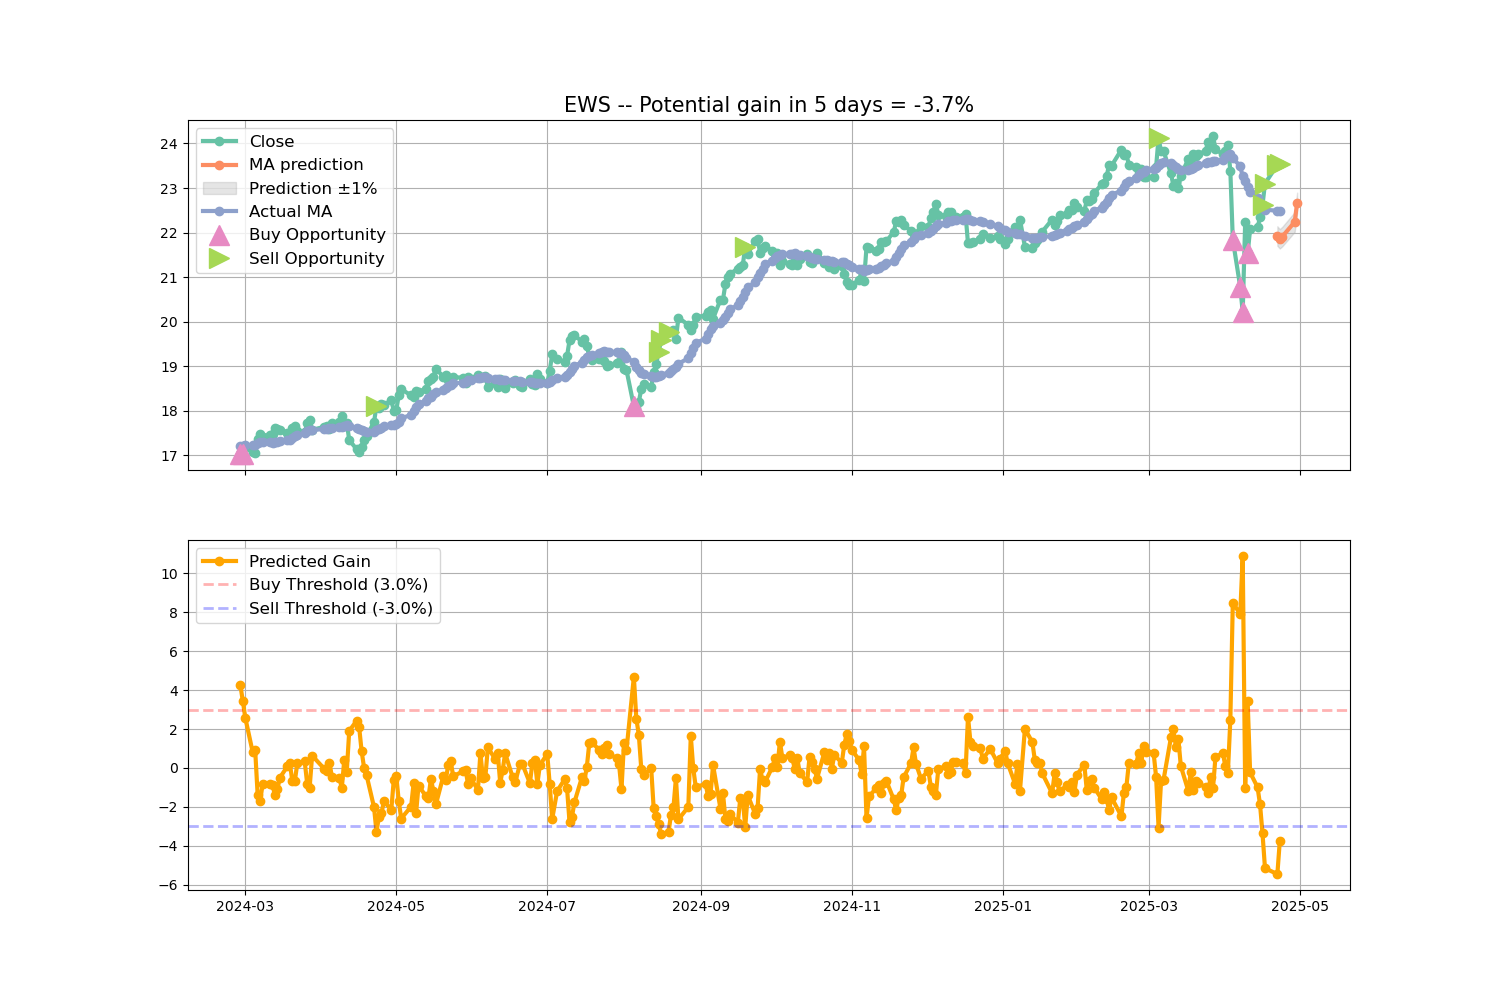 EWS -- Potential gain in 5 days = -3.7%
Close
MA prediction
Prediction ±1%
Actual MA
Buy Opportunity
Sell Opportunity
24
23
22
21
20
19
18
17
Predicted Gain
Buy Threshold (3.0%)
Sell Threshold (-3.0%)
10
8
6
4
2
0
−2
−4
−6
2024-03 2024-05 2024-07 2024-09 2024-11 2025-01 2025-03 2025-05